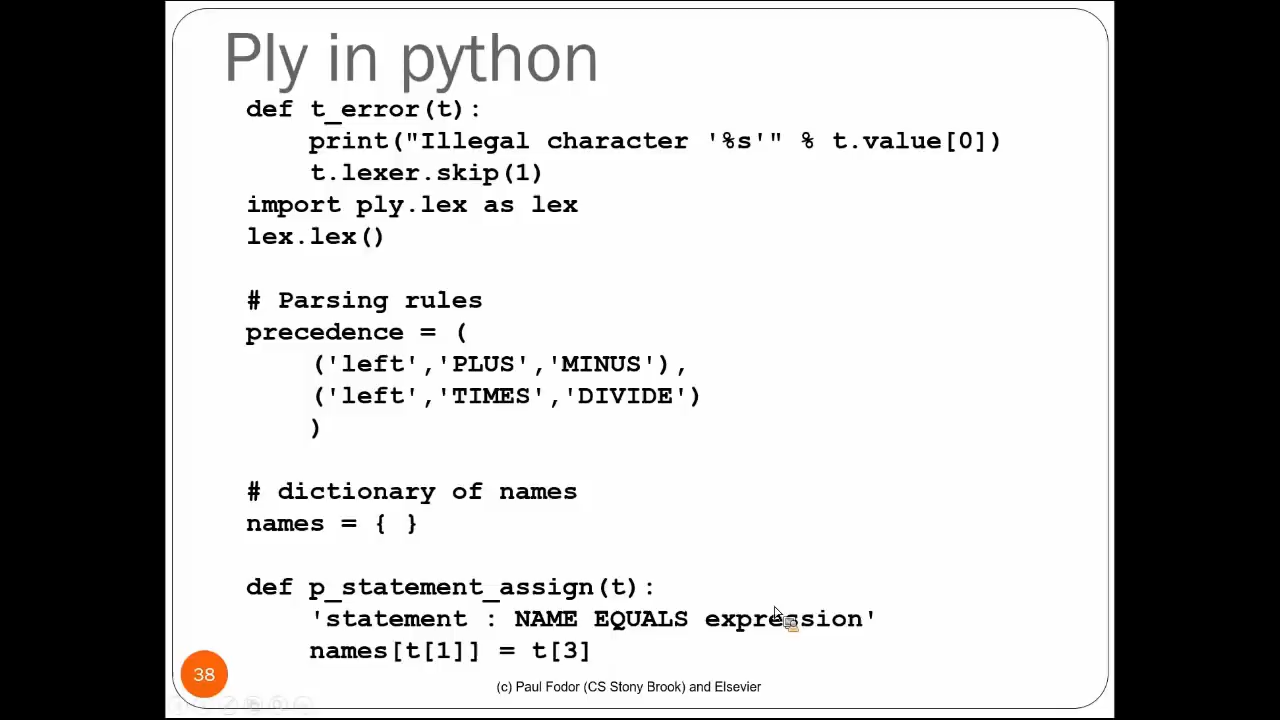 Ply in python
def t_error(t):
    print("Illegal character '%s'" % t.value[0])
    t.lexer.skip(1)
import ply.lex as lex
lex.lex()
# Parsing rules
precedence = (
    ('left','PLUS','MINUS'),
    ('left','TIMES','DIVIDE')
    )
# dictionary of names
names = { }
def p_statement_assign(t):
    'statement : NAME EQUALS expression'
    names[t[1]] = t[3]
38
(c) Paul Fodor (CS Stony Brook) and Elsevier